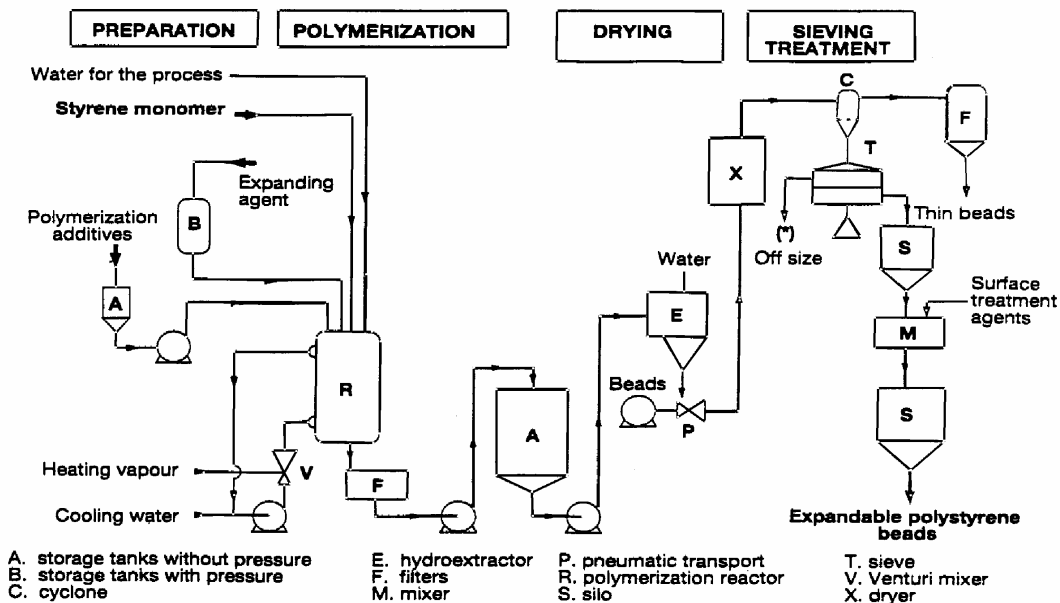 PREPARATION
POLYMERIZATION
DRYING
SIEVING
TREATMENT
Water for the process
Styrene monomer
Expanding
agent
Polymerization
additives
B
A
R
Heating vapour
V
Cooling water
F
A
Water
E
Beads
P
X
C
T
F
Thin beads
(*)
Off size
S
Surface
treatment
agents
M
S
Expandable polystyrene
beads
A. storage tanks without pressure
B. storage tanks with pressure
C. cyclone
E. hydroextractor
F. filters
M. mixer
P. pneumatic transport
R. polymerization reactor
S. silo
T. sieve
V. Venturi mixer
X. dryer